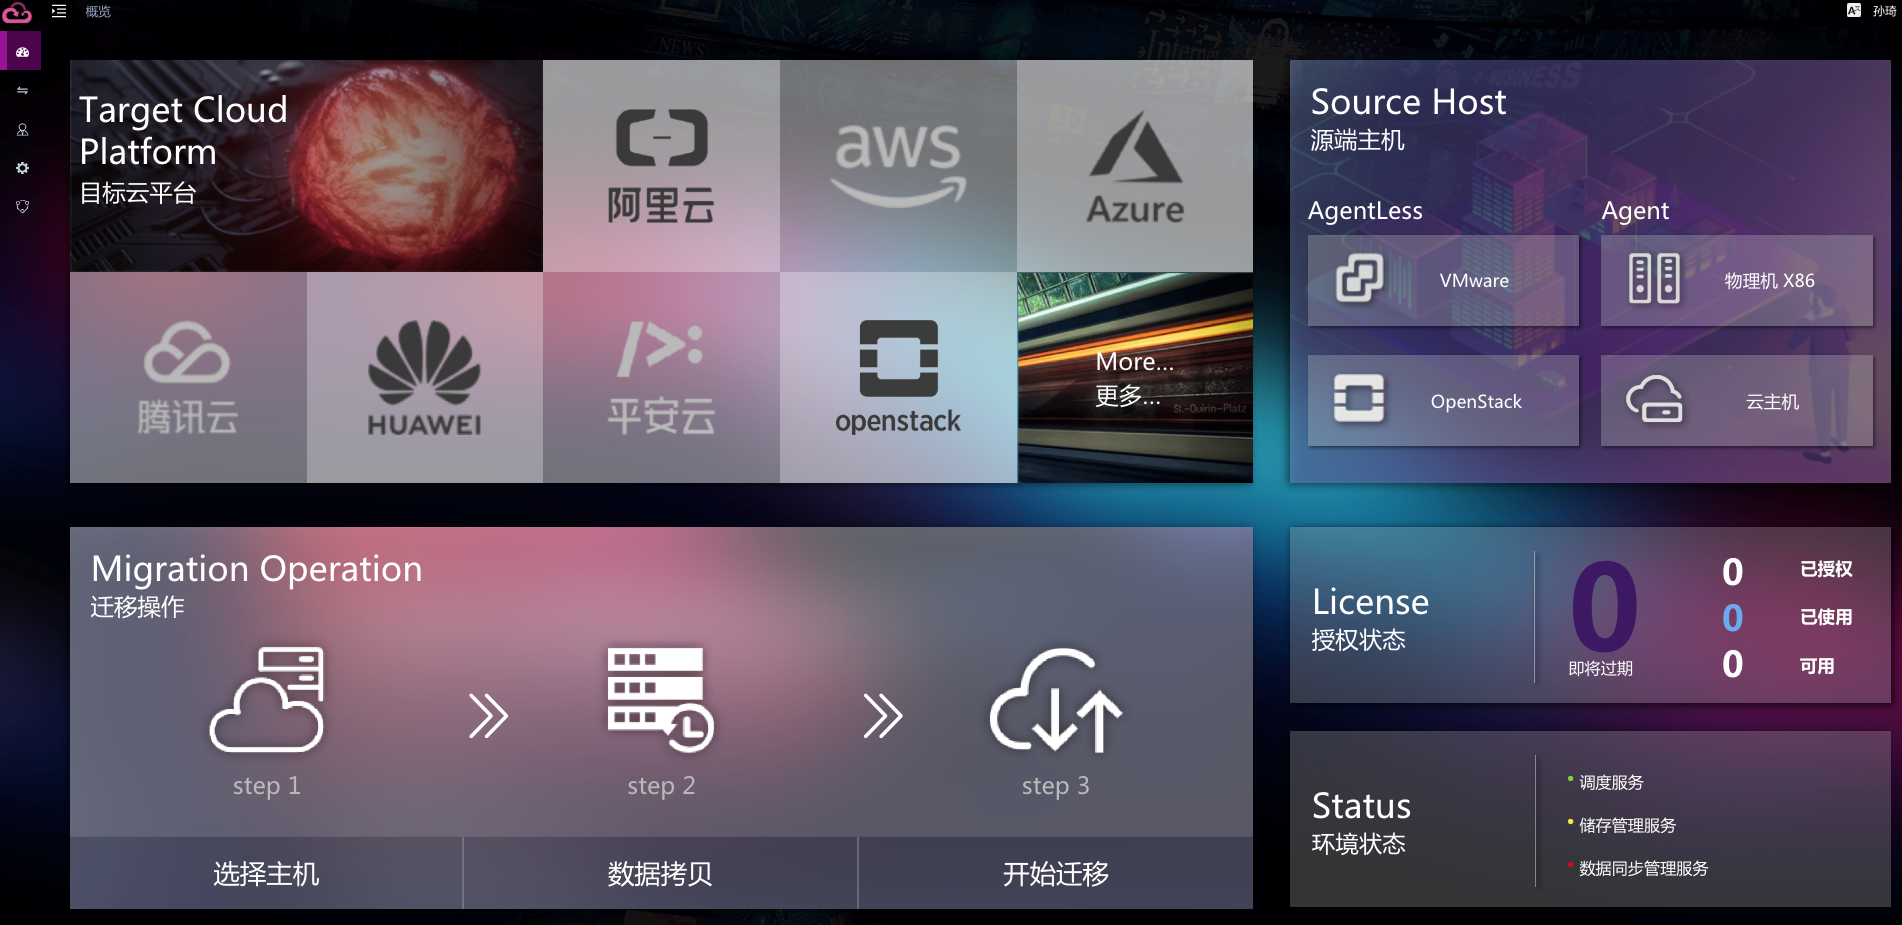 概览
孙琦
NEWS
Internet
Target Cloud
Platform
目标云平台
阿里云
aws
Azure
腾讯云
HUAWEI
平安云
openstack
More...
更多...
St.-Quirin-Platz
Source Host
源端主机
AgentLess
Agent
VMware
物理机 X86
OpenStack
云主机
Migration Operation
迁移操作
step 1
step 2
step 3
选择主机
数据拷贝
开始迁移
License
授权状态
0
即将过期
0 已授权
0 已使用
0 可用
Status
环境状态
调度服务
储存管理服务
数据同步管理服务